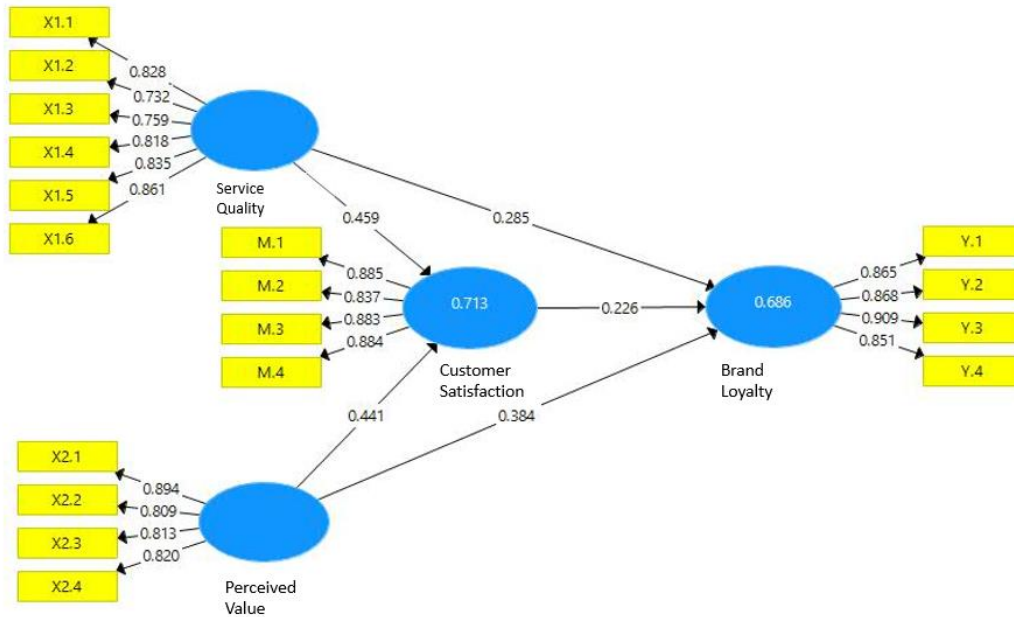 X1.1
X1.2
X1.3
X1.4
X1.5
X1.6
0.828
0.732
0.759
0.818
0.835
0.861
Service
Quality
0.459
0.285
M.1
M.2
M.3
M.4
0.885
0.837
0.883
0.884
0.713
Customer
Satisfaction
0.226
0.686
Brand
Loyalty
Y.1
Y.2
Y.3
Y.4
0.865
0.868
0.909
0.851
0.441
0.384
X2.1
X2.2
X2.3
X2.4
0.894
0.809
0.813
0.820
Perceived
Value